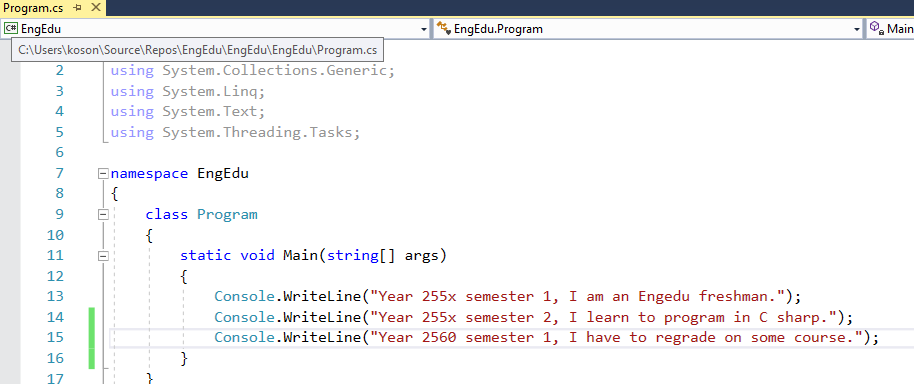 Program.cs
EngEdu EngEdu.Program Main
C:\Users\koson\Source\Repos\EngEdu\EngEdu\EngEdu\Program.cs
2 using System.Collections.Generic;
3 using System.Linq;
4 using System.Text;
5 using System.Threading.Tasks;
6
7 namespace EngEdu
8 {
9 class Program
10 {
11 static void Main(string[] args)
12 {
13 Console.WriteLine("Year 255x semester 1, I am an Engedu freshman.");
14 Console.WriteLine("Year 255x semester 2, I learn to program in C sharp.");
15 Console.WriteLine("Year 2560 semester 1, I have to regrade on some course.");
16 }
17 }